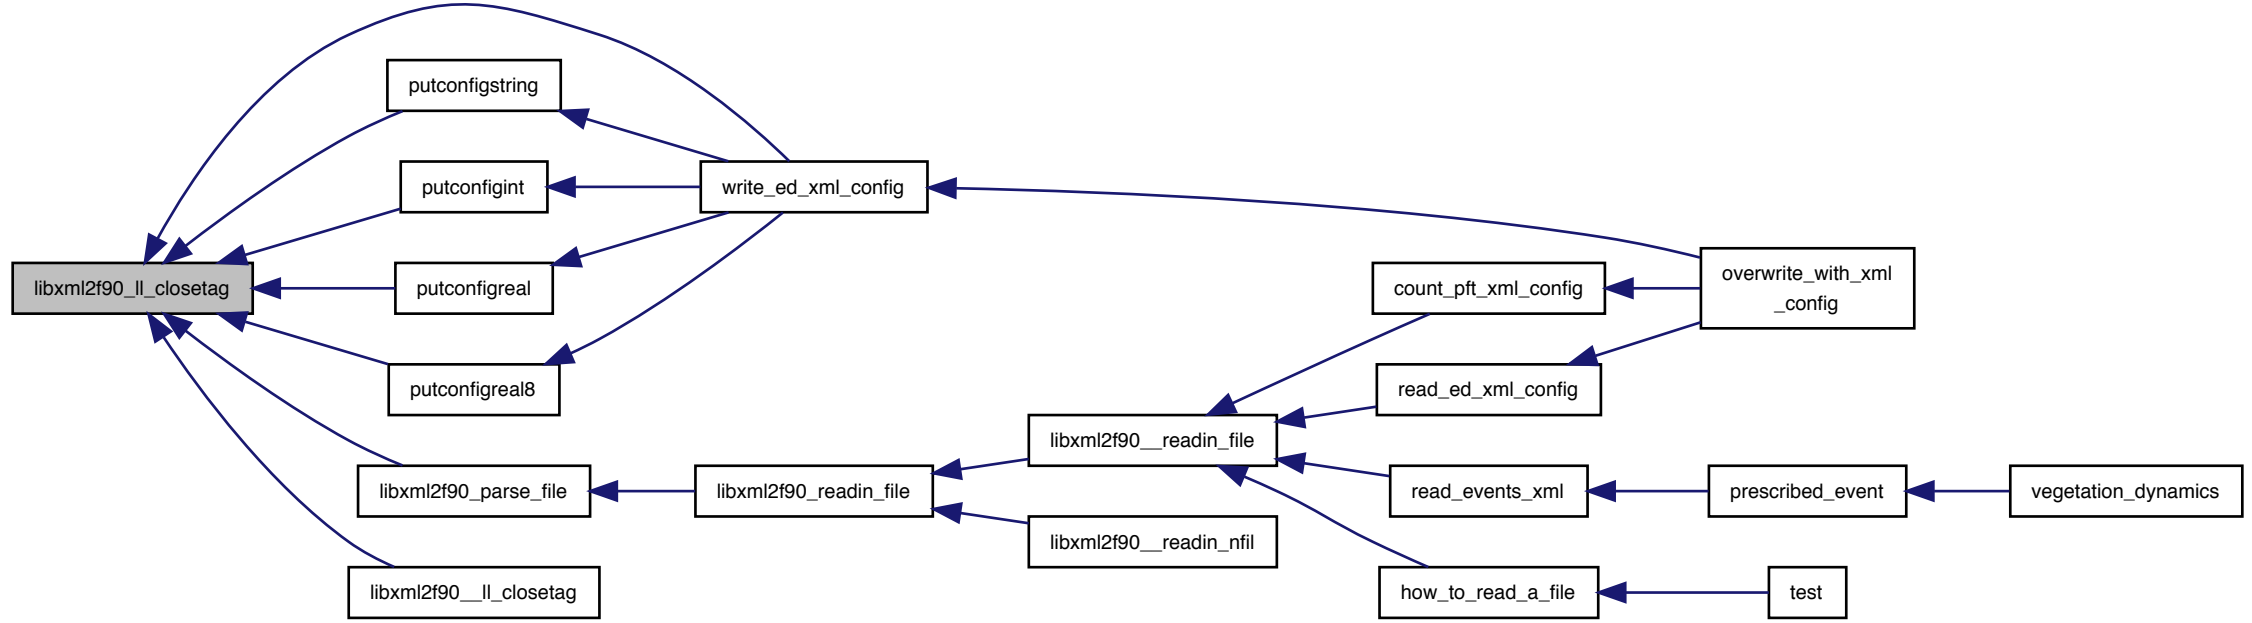 putconfigstring
putconfigint
write_ed_xml_config
libxml2f90_ll_closetag
putconfigreal
count_pft_xml_config
overwrite_with_xml
_config
putconfigreal8
read_ed_xml_config
libxml2f90__readin_file
libxml2f90_parse_file
libxml2f90_readin_file
read_events_xml
prescribed_event
vegetation_dynamics
libxml2f90__readin_nfil
libxml2f90__ll_closetag
how_to_read_a_file
test